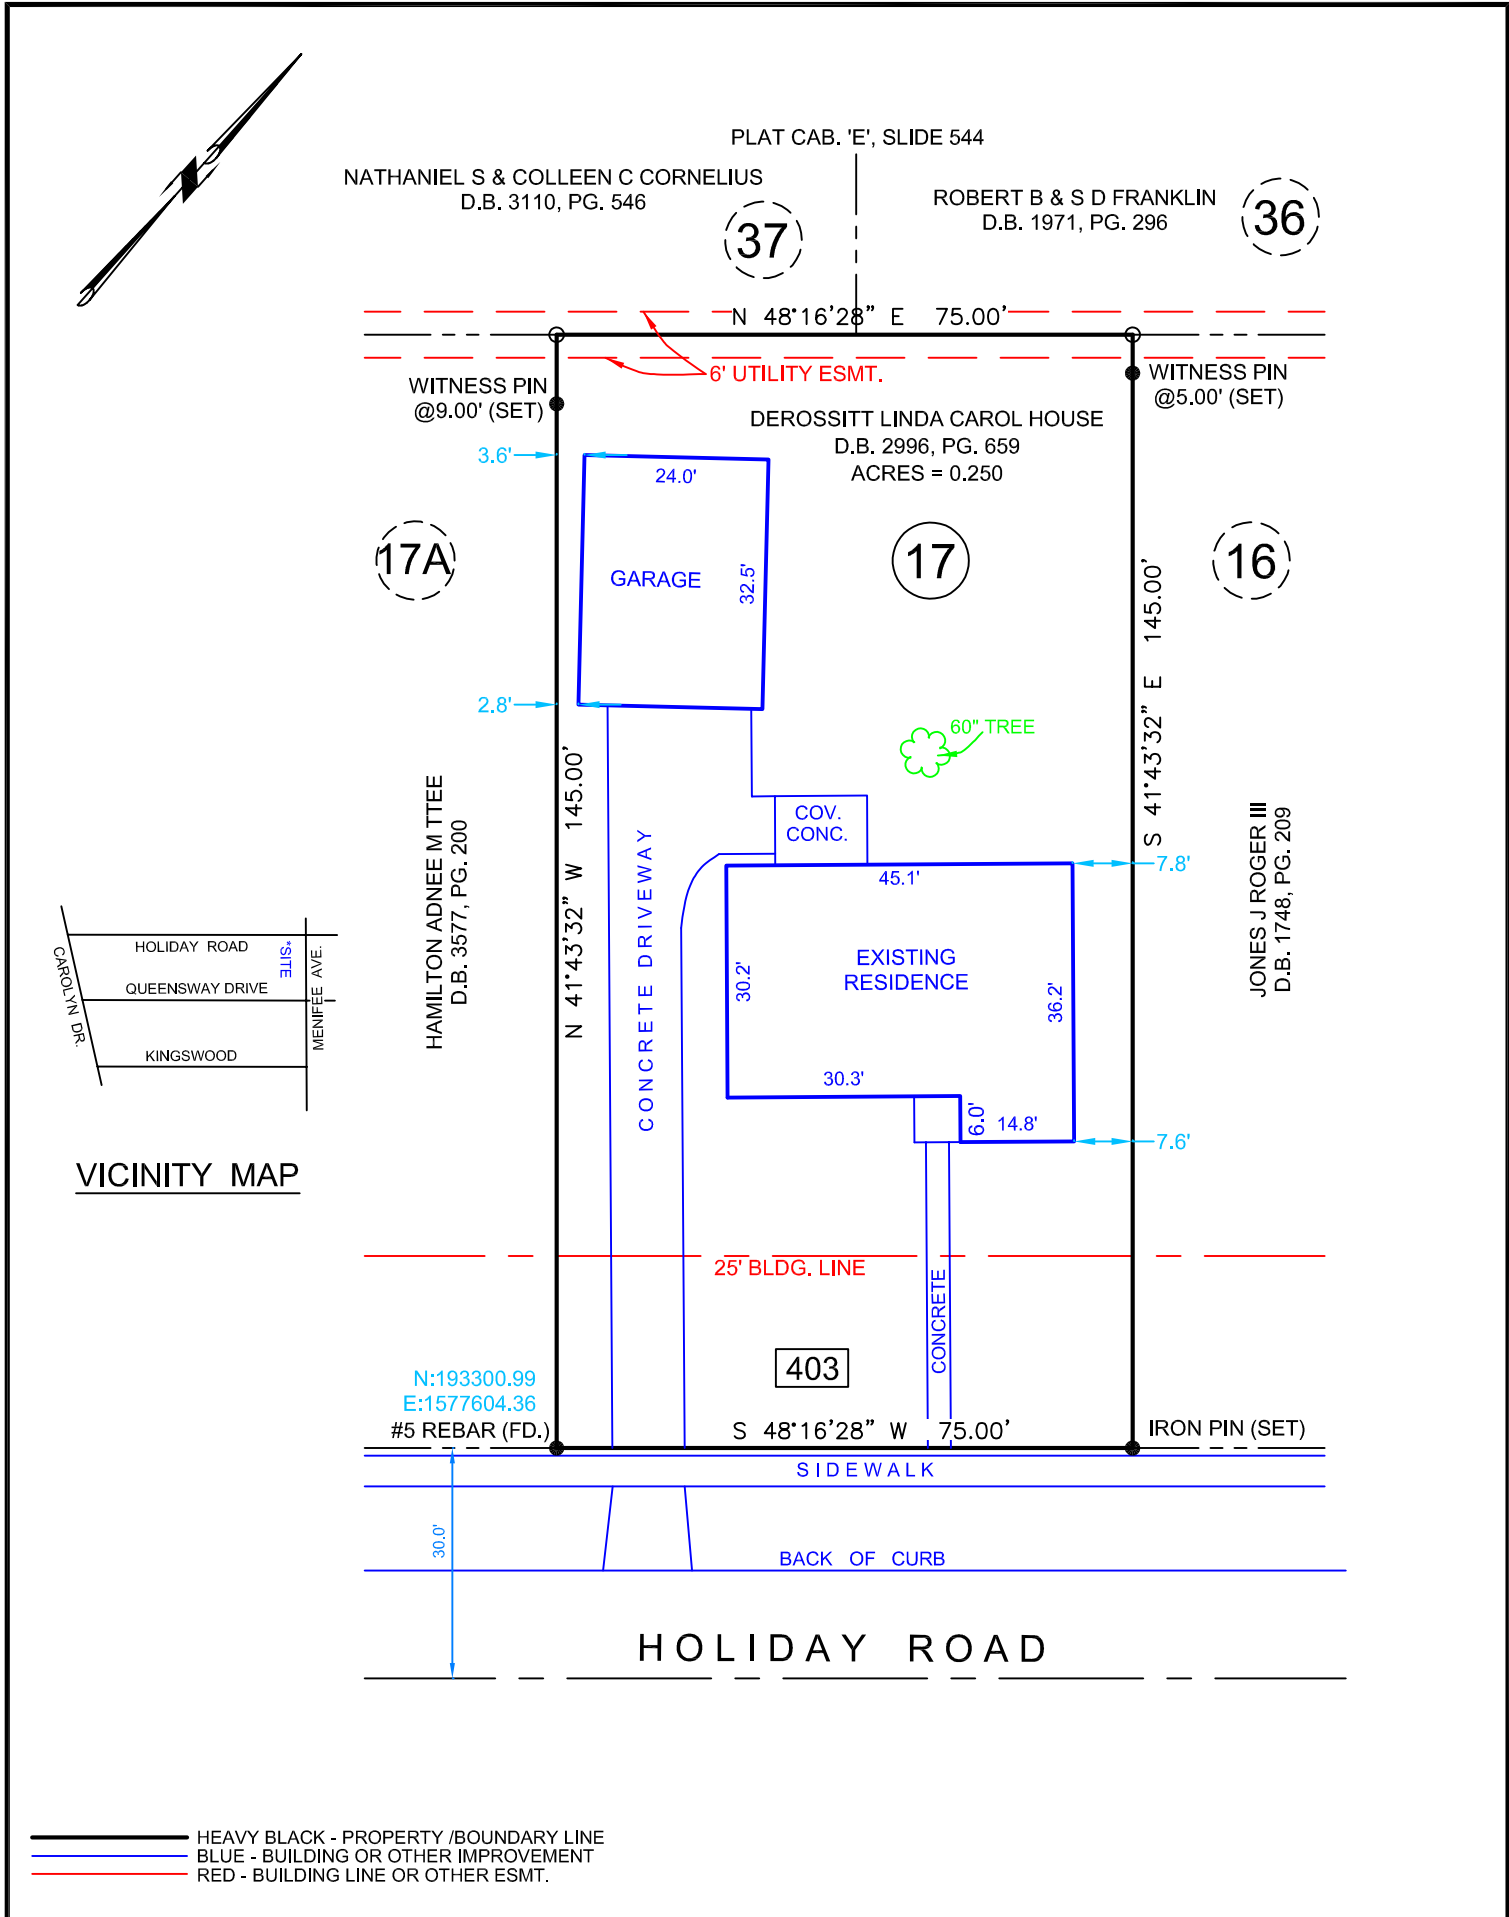 PLAT CAB. 'E', SLIDE 544
NATHANIEL S & COLLEEN C CORNELIUS
D.B. 3110, PG. 546
37
ROBERT B & S D FRANKLIN
D.B. 1971, PG. 296
36
N 48°16'28" E 75.00'
6' UTILITY ESMT.
WITNESS PIN
@9.00' (SET)
WITNESS PIN
@5.00' (SET)
DEROSSITT LINDA CAROL HOUSE
D.B. 2996, PG. 659
ACRES = 0.250
3.6'
24.0'
17A
GARAGE
32.5'
17
16
2.8'
60" TREE
N 41°43'32" W 145.00'
S 41°43'32" E 145.00'
HAMILTON ADNEE M TTEE
D.B. 3577, PG. 200
JONES J ROGER III
D.B. 1748, PG. 209
COV.
CONC.
CONCRETE DRIVEWAY
45.1'
7.8'
EXISTING
RESIDENCE
30.2'
36.2'
30.3'
6.0'
14.8'
7.6'
HOLIDAY ROAD
*SITE
QUEENSWAY DRIVE
KINGSWOOD
CAROLYN DR.
MENIFEE AVE.
VICINITY MAP
25' BLDG. LINE
CONCRETE
403
N:193300.99
E:1577604.36
#5 REBAR (FD.)
S 48°16'28" W 75.00'
IRON PIN (SET)
SIDEWALK
30.0'
BACK OF CURB
HOLIDAY ROAD
HEAVY BLACK - PROPERTY /BOUNDARY LINE
BLUE - BUILDING OR OTHER IMPROVEMENT
RED - BUILDING LINE OR OTHER ESMT.